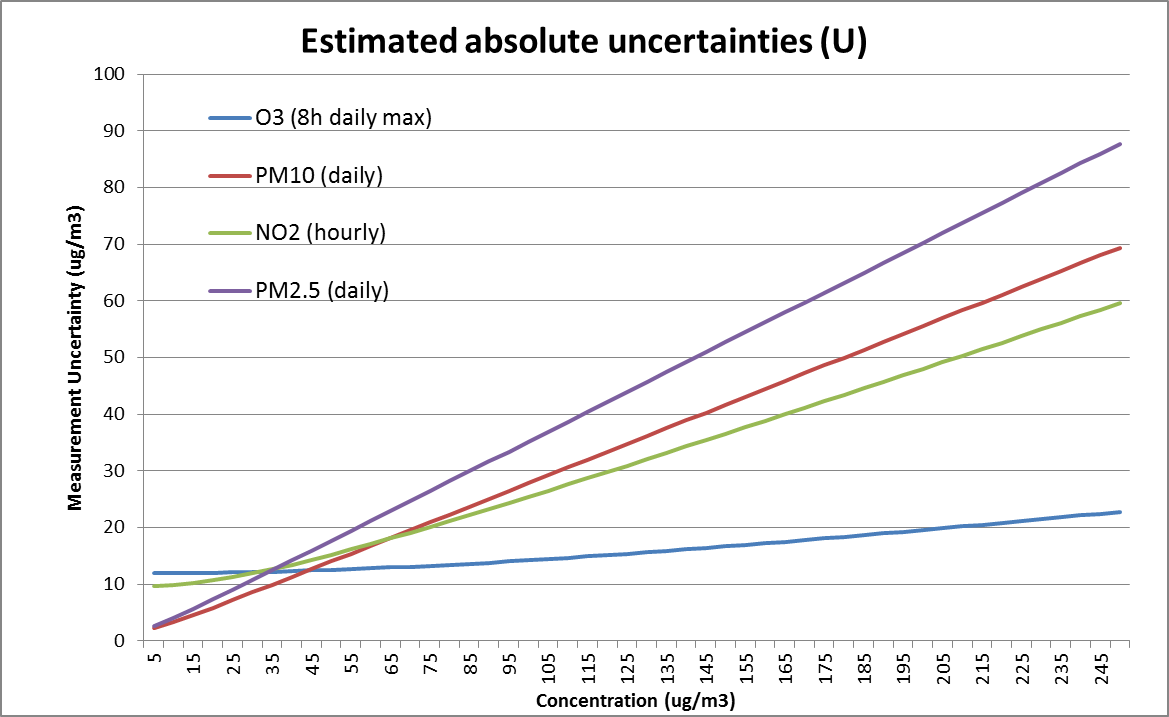 Estimated absolute uncertainties (U)
100
90
80
70
60
50
40
30
20
10
0
Measurement Uncertainty (ug/m3)
O3 (8h daily max)
PM10 (daily)
NO2 (hourly)
PM2.5 (daily)
5 15 25 35 45 55 65 75 85 95 105 115 125 135 145 155 165 175 185 195 205 215 225 235 245
Concentration (ug/m3)